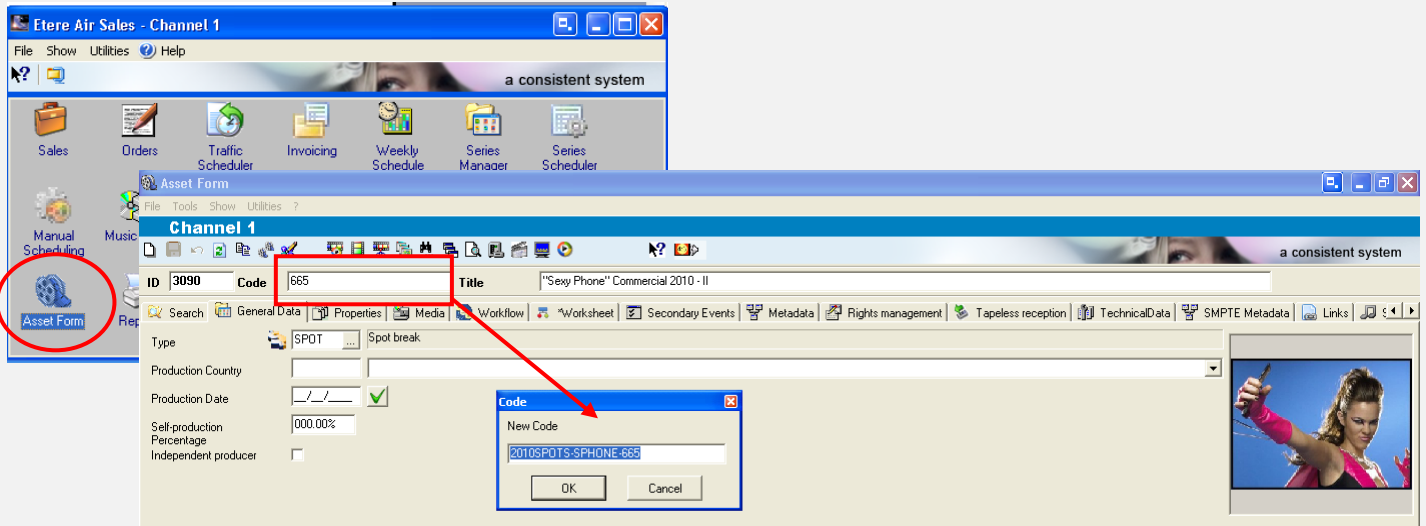 Etere Air Sales - Channel 1
File Show Utilities Help
a consistent system
Sales Orders Traffic Scheduler Invoicing Weekly Schedule Series Manager Series Scheduler
Manual Scheduling Music
Asset Form Rep
Asset Form
File Tools Show Utilities ?
Channel 1
a consistent system
ID 3090 Code 665 Title "Sexy Phone" Commercial 2010 - II
Search General Data Properties Media Workflow *Worksheet Secondary Events Metadata Rights management Tapeless reception TechnicalData SMPTE Metadata Links
Type SPOT ... Spot break
Production Country
Production Date _/_/___
Self-production Percentage 000.00%
Independent producer
Code
New Code
2010SPOTS-SPHONE-665
OK Cancel